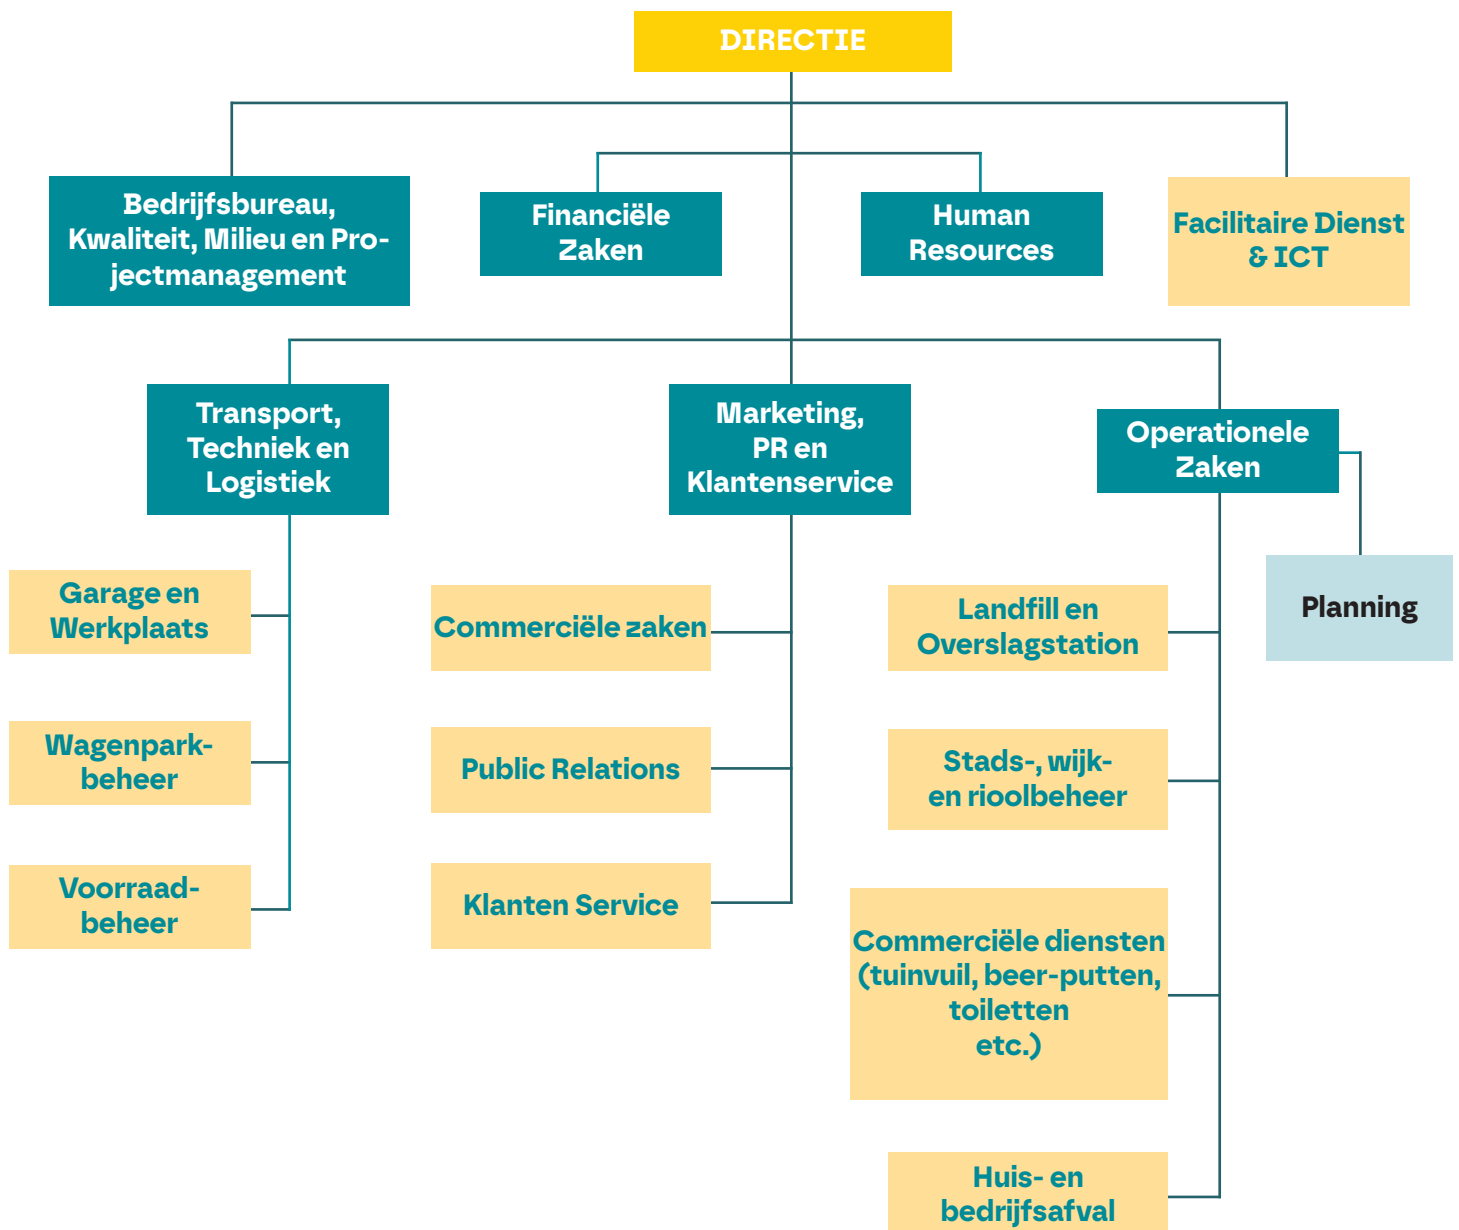 DIRECTIE
Bedrijfsbureau,
Kwaliteit, Milieu en Pro-
jectmanagement
Financiële
Zaken
Human
Resources
Facilitaire Dienst
& ICT
Transport,
Techniek en
Logistiek
Marketing,
PR en
Klantenservice
Operationele
Zaken
Planning
Garage en
Werkplaats
Wagenpark-
beheer
Voorraad-
beheer
Commerciële zaken
Public Relations
Klanten Service
Landfill en
Overslagstation
Stads-, wijk-
en rioolbeheer
Commerciële diensten
(tuinvuil, beer-putten,
toiletten
etc.)
Huis- en
bedrijfsafval